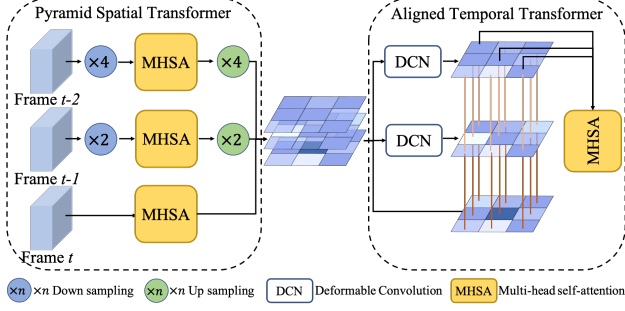 Pyramid Spatial Transformer
Aligned Temporal Transformer
×4
MHSA
×4
Frame t-2
×2
MHSA
×2
Frame t-1
MHSA
Frame t
DCN
DCN
MHSA
×n ×n Down sampling
×n ×n Up sampling
DCN Deformable Convolution
MHSA Multi-head self-attention